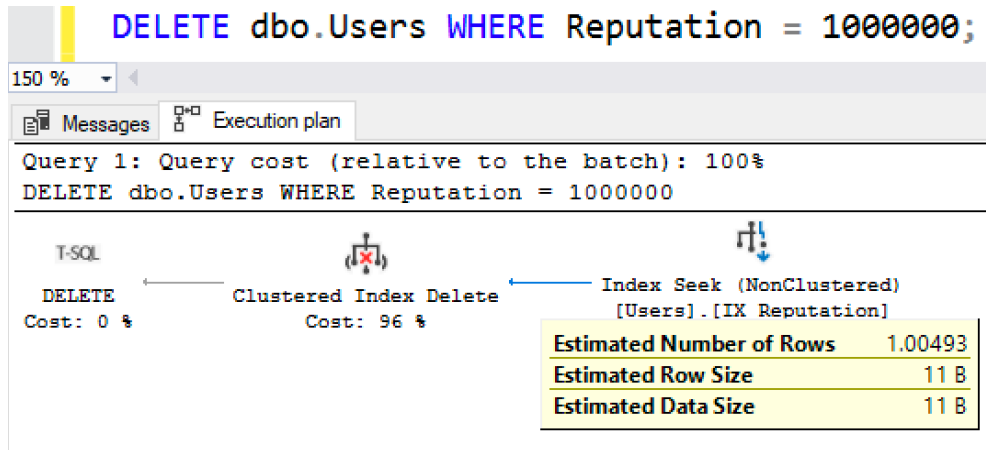 DELETE dbo.Users WHERE Reputation = 1000000;
150 %
Messages Execution plan
Query 1: Query cost (relative to the batch): 100%
DELETE dbo.Users WHERE Reputation = 1000000
T-SQL
DELETE
Cost: 0 %
Clustered Index Delete
Cost: 96 %
Index Seek (NonClustered)
[Users].[IX_Reputation]
Estimated Number of Rows 1.00493
Estimated Row Size 11 B
Estimated Data Size 11 B